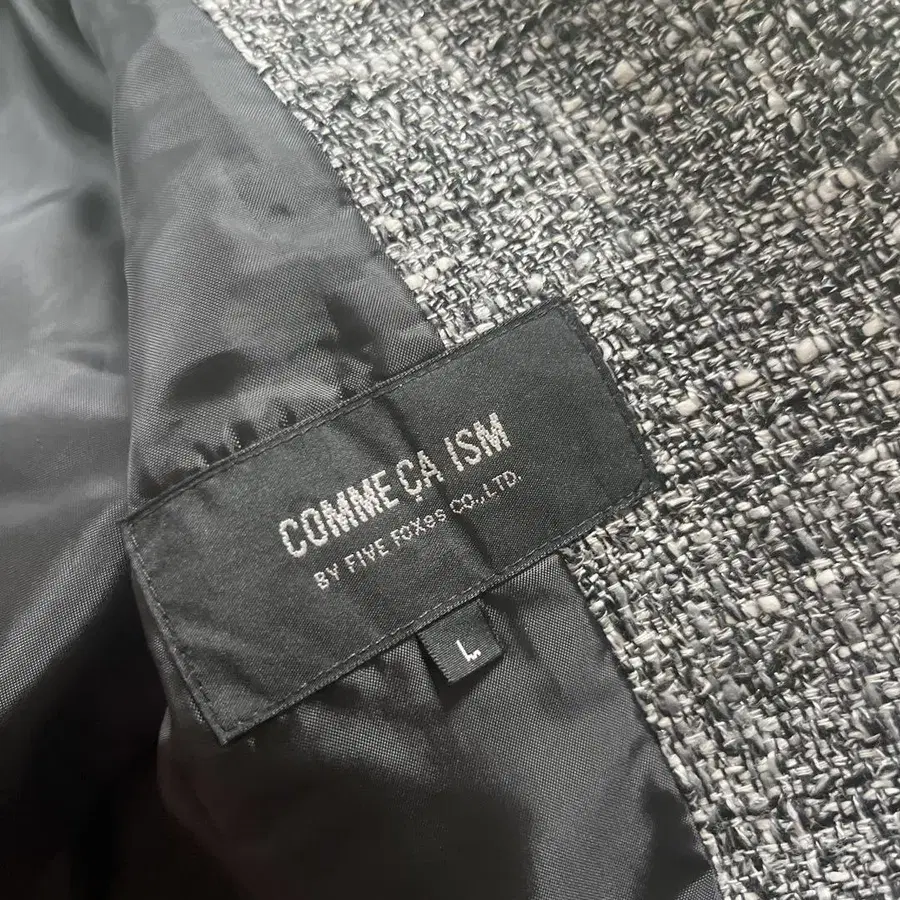 COMME ÇA ISM
BY FIVE FOXes CO.,LTD.
L